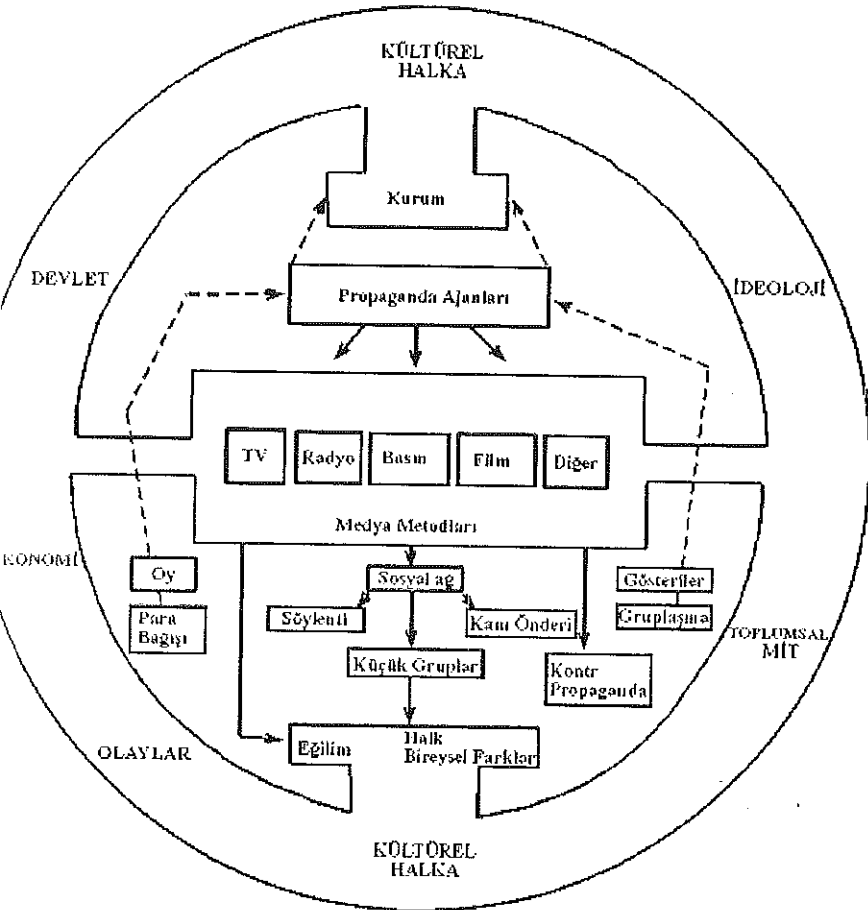 KÜLTÜREL
HALKA
Kurum
DEVLET
İDEOLOJİ
Propaganda Ajanları
TV
Radyo
Basın
Film
Diğer
Medya Metodları
KONOMİ
Oy
Para
Bağışı
Sosyal ağ
Söylenti
Kanı Önderi
Gösteriler
Gruplaşma
TOPLUMSAL
MİT
Küçük Gruplar
Kontr
Propaganda
OLAYLAR
Eğilim
Halk
Bireysel Farklar
KÜLTÜREL
HALKA